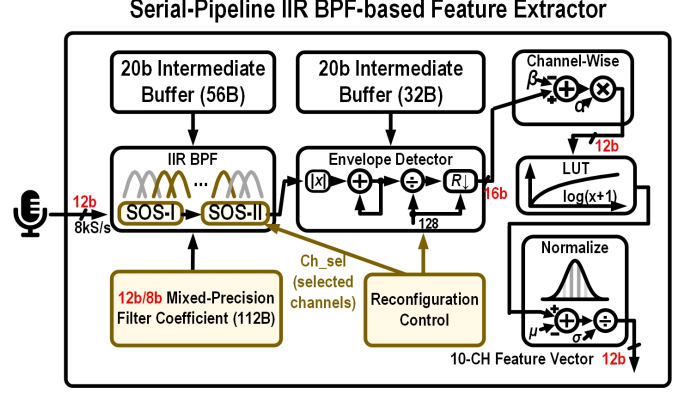 Serial-Pipeline IIR BPF-based Feature Extractor
20b Intermediate
Buffer (56B)
20b Intermediate
Buffer (32B)
Channel-Wise
β
-
+
+
×
α
12b
IIR BPF
...
SOS-I
SOS-II
Envelope Detector
|x|
+
÷
R↓
128
16b
LUT
log(x+1)
12b
8kS/s
Ch_sel
(selected
channels)
12b/8b Mixed-Precision
Filter Coefficient (112B)
Reconfiguration
Control
Normalize
+
-
μ
+
σ
÷
10-CH Feature Vector 12b